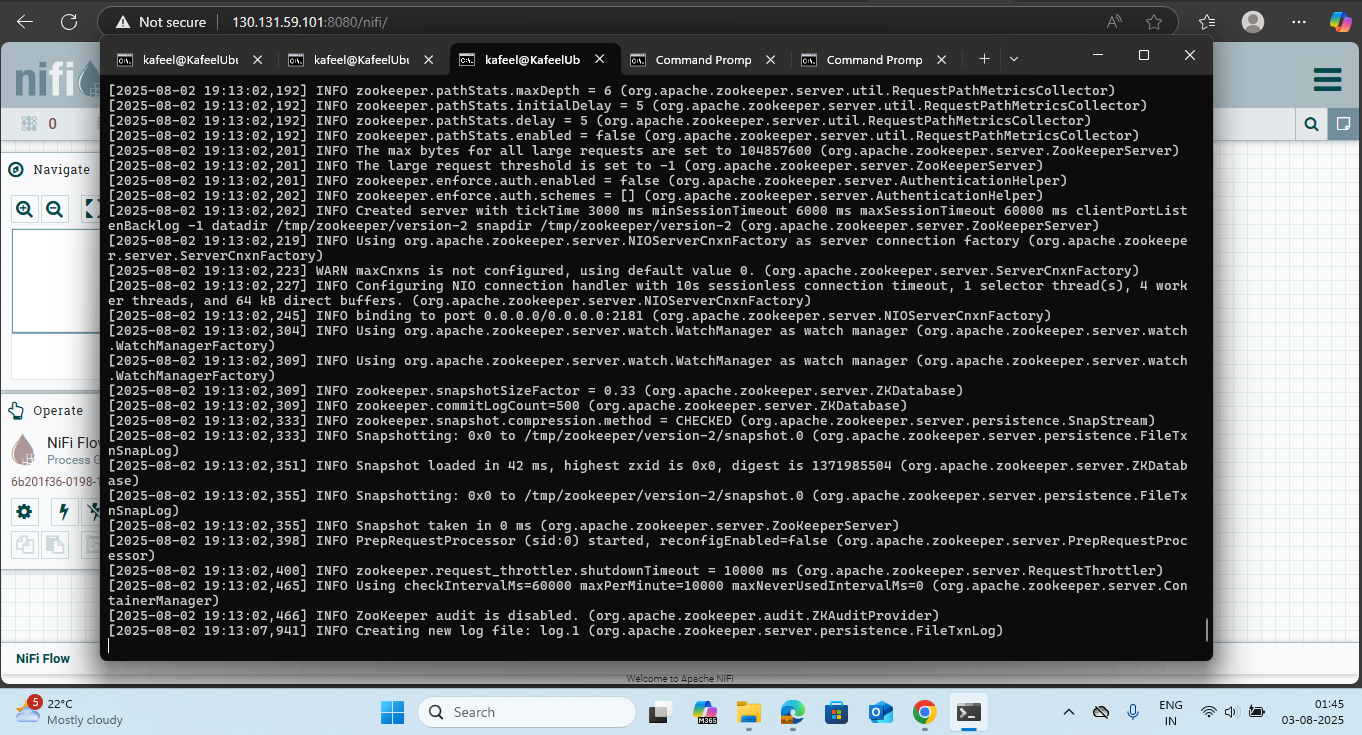 Not secure
130.131.59.101:8080/nifi/
kafeel@KafeelUbu
kafeel@KafeelUbu
kafeel@KafeelUb
Command Promp
Command Promp
nifi
0
Navigate
Operate
NiFi Flo
Process G
6b201f36-0198-1
[2025-08-02 19:13:02,192] INFO zookeeper.pathStats.maxDepth = 6 (org.apache.zookeeper.server.util.RequestPathMetricsCollector)
[2025-08-02 19:13:02,192] INFO zookeeper.pathStats.initialDelay = 5 (org.apache.zookeeper.server.util.RequestPathMetricsCollector)
[2025-08-02 19:13:02,192] INFO zookeeper.pathStats.delay = 5 (org.apache.zookeeper.server.util.RequestPathMetricsCollector)
[2025-08-02 19:13:02,192] INFO zookeeper.pathStats.enabled = false (org.apache.zookeeper.server.util.RequestPathMetricsCollector)
[2025-08-02 19:13:02,201] INFO The max bytes for all large requests are set to 104857600 (org.apache.zookeeper.server.ZooKeeperServer)
[2025-08-02 19:13:02,201] INFO The large request threshold is set to -1 (org.apache.zookeeper.server.ZooKeeperServer)
[2025-08-02 19:13:02,201] INFO zookeeper.enforce.auth.enabled = false (org.apache.zookeeper.server.AuthenticationHelper)
[2025-08-02 19:13:02,202] INFO zookeeper.enforce.auth.schemes = [] (org.apache.zookeeper.server.AuthenticationHelper)
[2025-08-02 19:13:02,202] INFO Created server with tickTime 3000 ms minSessionTimeout 6000 ms maxSessionTimeout 60000 ms clientPortList
enBacklog -1 datadir /tmp/zookeeper/version-2 snapdir /tmp/zookeeper/version-2 (org.apache.zookeeper.server.ZooKeeperServer)
[2025-08-02 19:13:02,219] INFO Using org.apache.zookeeper.server.NIOServerCnxnFactory as server connection factory (org.apache.zookeepe
r.server.ServerCnxnFactory)
[2025-08-02 19:13:02,223] WARN maxCnxns is not configured, using default value 0. (org.apache.zookeeper.server.ServerCnxnFactory)
[2025-08-02 19:13:02,227] INFO Configuring NIO connection handler with 10s sessionless connection timeout, 1 selector thread(s), 4 work
er threads, and 64 kB direct buffers. (org.apache.zookeeper.server.NIOServerCnxnFactory)
[2025-08-02 19:13:02,245] INFO binding to port 0.0.0.0/0.0.0.0:2181 (org.apache.zookeeper.server.NIOServerCnxnFactory)
[2025-08-02 19:13:02,304] INFO Using org.apache.zookeeper.server.watch.WatchManager as watch manager (org.apache.zookeeper.server.watch
.WatchManagerFactory)
[2025-08-02 19:13:02,309] INFO Using org.apache.zookeeper.server.watch.WatchManager as watch manager (org.apache.zookeeper.server.watch
.WatchManagerFactory)
[2025-08-02 19:13:02,309] INFO zookeeper.snapshotSizeFactor = 0.33 (org.apache.zookeeper.server.ZKDatabase)
[2025-08-02 19:13:02,309] INFO zookeeper.commitLogCount=500 (org.apache.zookeeper.server.ZKDatabase)
[2025-08-02 19:13:02,333] INFO zookeeper.snapshot.compression.method = CHECKED (org.apache.zookeeper.server.persistence.SnapStream)
[2025-08-02 19:13:02,333] INFO Snapshotting: 0x0 to /tmp/zookeeper/version-2/snapshot.0 (org.apache.zookeeper.server.persistence.FileTx
nSnapLog)
[2025-08-02 19:13:02,351] INFO Snapshot loaded in 42 ms, highest zxid is 0x0, digest is 1371985504 (org.apache.zookeeper.server.ZKDatab
ase)
[2025-08-02 19:13:02,355] INFO Snapshotting: 0x0 to /tmp/zookeeper/version-2/snapshot.0 (org.apache.zookeeper.server.persistence.FileTx
nSnapLog)
[2025-08-02 19:13:02,355] INFO Snapshot taken in 0 ms (org.apache.zookeeper.server.ZooKeeperServer)
[2025-08-02 19:13:02,398] INFO PrepRequestProcessor (sid:0) started, reconfigEnabled=false (org.apache.zookeeper.server.PrepRequestProc
essor)
[2025-08-02 19:13:02,400] INFO zookeeper.request_throttler.shutdownTimeout = 10000 ms (org.apache.zookeeper.server.RequestThrottler)
[2025-08-02 19:13:02,465] INFO Using checkIntervalMs=60000 maxPerMinute=10000 maxNeverUsedIntervalMs=0 (org.apache.zookeeper.server.Con
tainerManager)
[2025-08-02 19:13:02,466] INFO ZooKeeper audit is disabled. (org.apache.zookeeper.audit.ZKAuditProvider)
[2025-08-02 19:13:07,941] INFO Creating new log file: log.1 (org.apache.zookeeper.server.persistence.FileTxnLog)
NiFi Flow
Welcome to Apache NiFi
5
22°C
Mostly cloudy
Search
M365
ENG
IN
01:45
03-08-2025